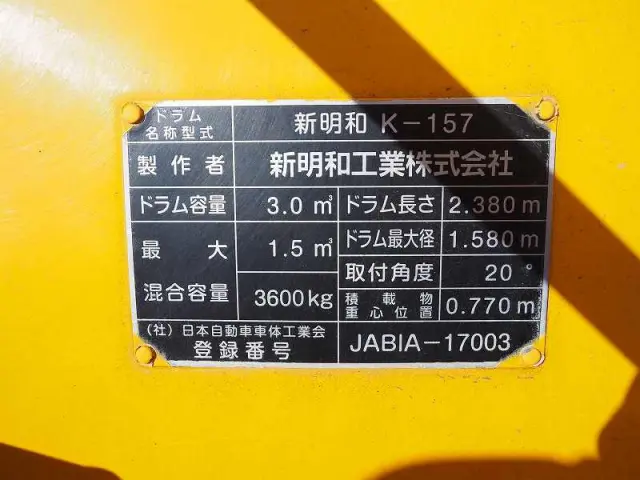 ドラム
名称型式 新明和 K-157
製作者 新明和工業株式会社
ドラム容量 3.0 m³ ドラム長さ 2.380 m
最大 1.5 m³ ドラム最大径 1.580 m
取付角度 20°
混合容量 3600kg 積載物
重心位置 0.770 m
(社)日本自動車車体工業会
登録番号 JABIA-17003